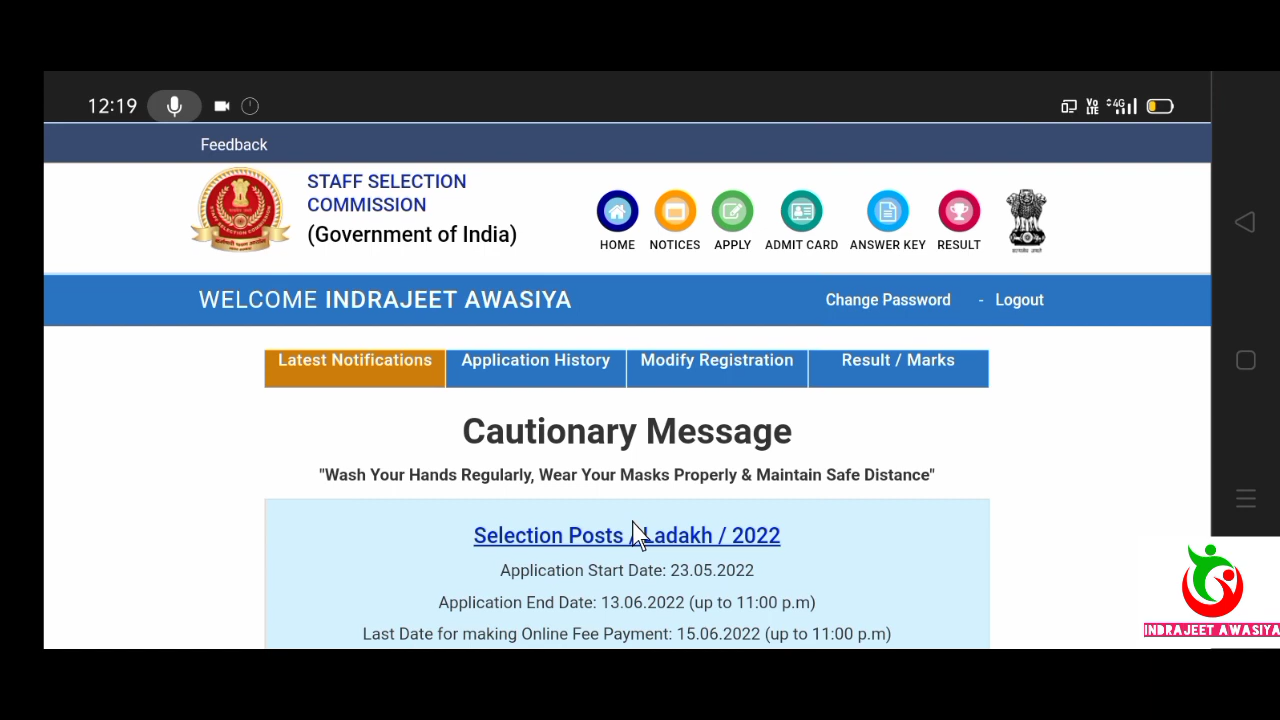 12:19
Vo
LTE
4G
Feedback
STAFF SELECTION
COMMISSION
(Government of India)
HOME
NOTICES
APPLY
ADMIT CARD
ANSWER KEY
RESULT
WELCOME INDRAJEET AWASIYA
Change Password - Logout
Latest Notifications
Application History
Modify Registration
Result / Marks
Cautionary Message
"Wash Your Hands Regularly, Wear Your Masks Properly & Maintain Safe Distance"
Selection Posts / Ladakh / 2022
Application Start Date: 23.05.2022
Application End Date: 13.06.2022 (up to 11:00 p.m)
Last Date for making Online Fee Payment: 15.06.2022 (up to 11:00 p.m)
INDRAJEET AWASIYA